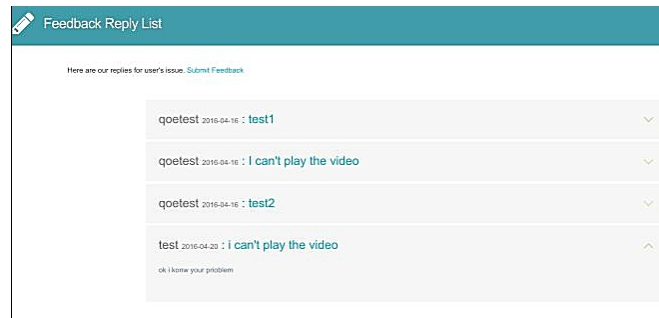 Feedback Reply List
Here are our replies for user's issue. Submit Feedback
qoetest 2016-04-16 : test1
qoetest 2016-04-16 : I can't play the video
qoetest 2016-04-16 : test2
test 2016-04-20 : i can't play the video
ok i konw your prioblem